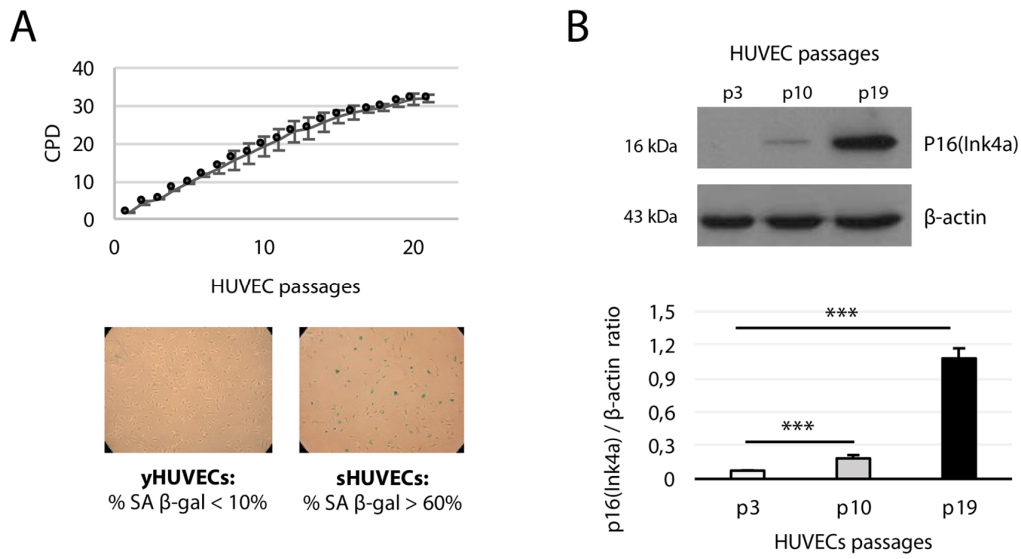 A
40
30
20
10
0
CPD
0 10 20
HUVEC passages
yHUVECs:
% SA β-gal < 10%
sHUVECs:
% SA β-gal > 60%
B
HUVEC passages
p3 p10 p19
16 kDa P16(Ink4a)
43 kDa β-actin
p16(Ink4a) / β-actin ratio
1,5
1,2
0,9
0,6
0,3
0
***
***
p3 p10 p19
HUVECs passages